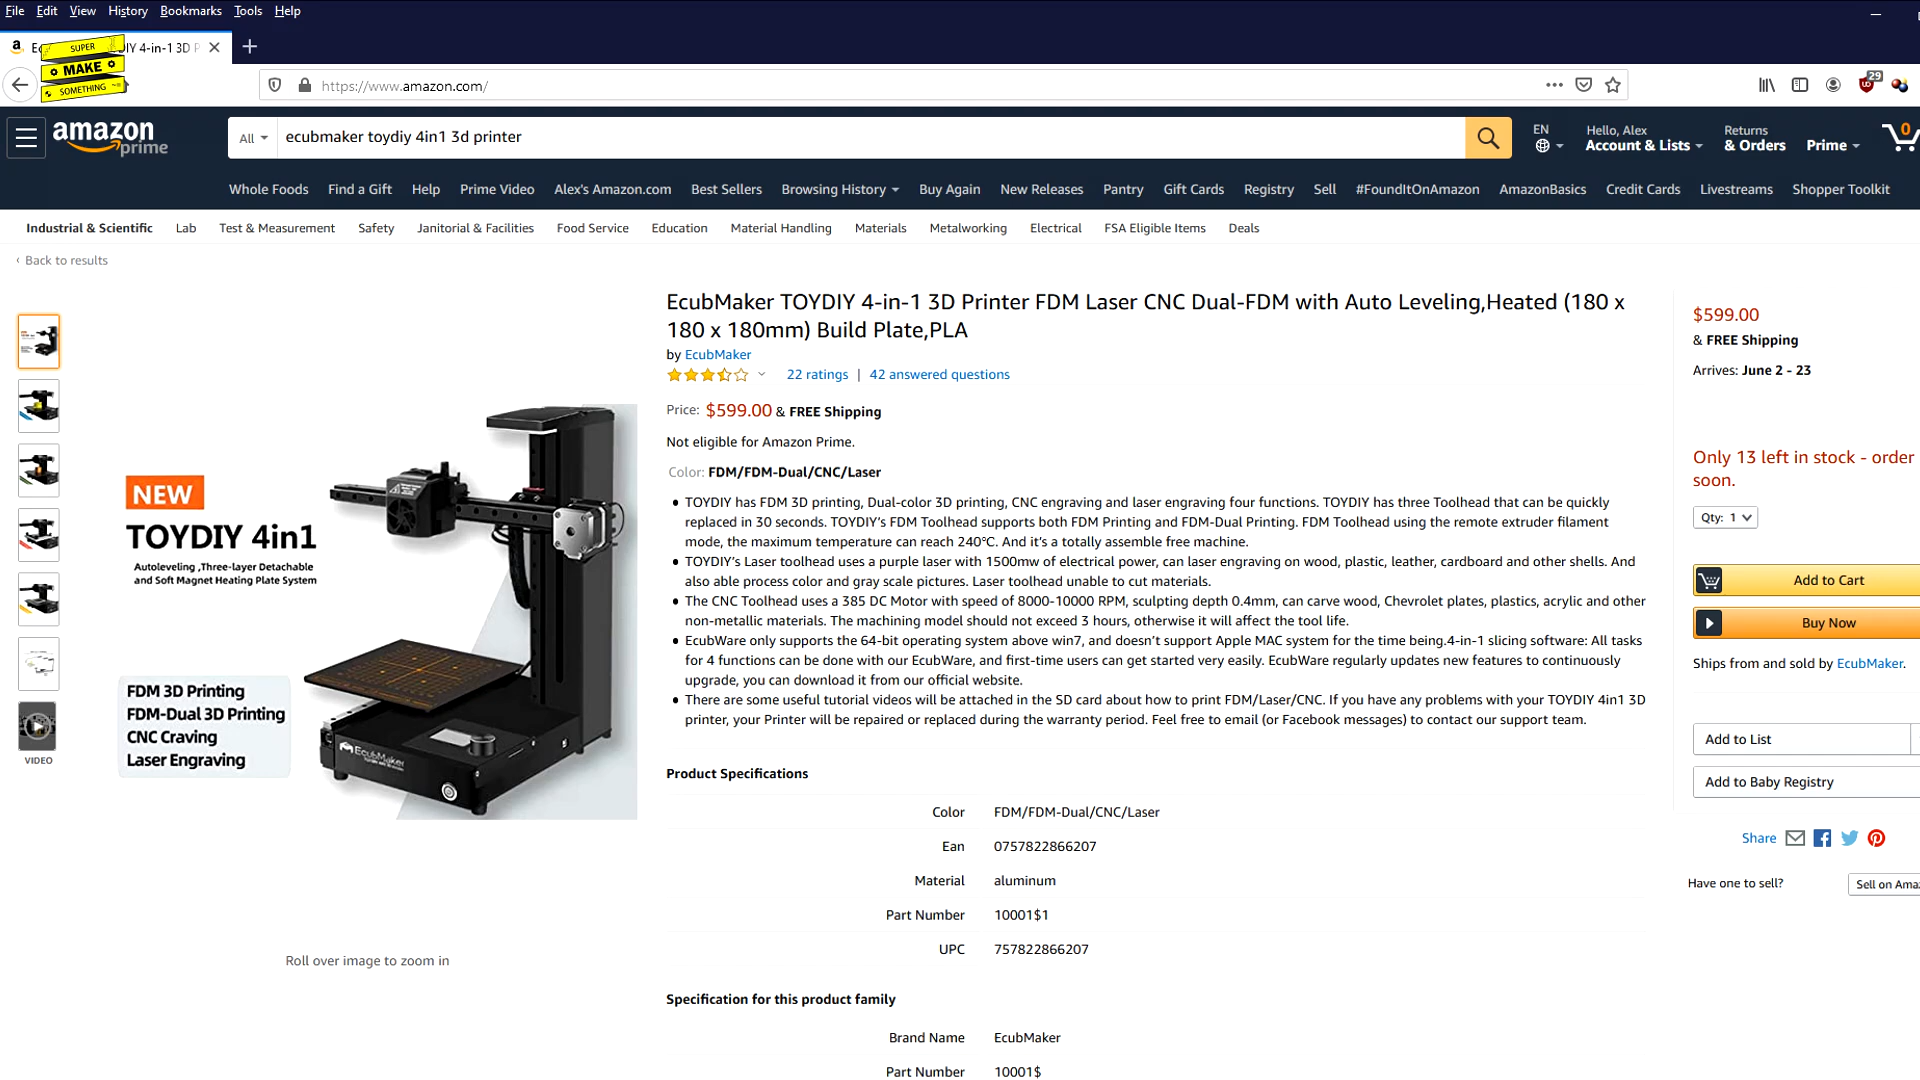 File Edit View History Bookmarks Tools Help
SUPER
MAKE
SOMETHING
DIY 4-in-1 3D P
https://www.amazon.com/
29
amazon
prime
All
ecubmaker toydiy 4in1 3d printer
EN
Hello, Alex
Account & Lists
Returns
& Orders
Prime
0
Whole Foods Find a Gift Help Prime Video Alex's Amazon.com Best Sellers Browsing History Buy Again New Releases Pantry Gift Cards Registry Sell #FoundItOnAmazon AmazonBasics Credit Cards Livestreams Shopper Toolkit
Industrial & Scientific Lab Test & Measurement Safety Janitorial & Facilities Food Service Education Material Handling Materials Metalworking Electrical FSA Eligible Items Deals
‹ Back to results
VIDEO
NEW
TOYDIY 4in1
Autoleveling ,Three-layer Detachable
and Soft Magnet Heating Plate System
FDM 3D Printing
FDM-Dual 3D Printing
CNC Craving
Laser Engraving
EcubMaker
Roll over image to zoom in
EcubMaker TOYDIY 4-in-1 3D Printer FDM Laser CNC Dual-FDM with Auto Leveling,Heated (180 x
180 x 180mm) Build Plate,PLA
by EcubMaker
22 ratings | 42 answered questions
Price: $599.00 & FREE Shipping
Not eligible for Amazon Prime.
Color: FDM/FDM-Dual/CNC/Laser
• TOYDIY has FDM 3D printing, Dual-color 3D printing, CNC engraving and laser engraving four functions. TOYDIY has three Toolhead that can be quickly
replaced in 30 seconds. TOYDIY’s FDM Toolhead supports both FDM Printing and FDM-Dual Printing. FDM Toolhead using the remote extruder filament
mode, the maximum temperature can reach 240℃. And it’s a totally assemble free machine.
• TOYDIY’s Laser toolhead uses a purple laser with 1500mw of electrical power, can laser engraving on wood, plastic, leather, cardboard and other shells. And
also able process color and gray scale pictures. Laser toolhead unable to cut materials.
• The CNC Toolhead uses a 385 DC Motor with speed of 8000-10000 RPM, sculpting depth 0.4mm, can carve wood, Chevrolet plates, plastics, acrylic and other
non-metallic materials. The machining model should not exceed 3 hours, otherwise it will affect the tool life.
• EcubWare only supports the 64-bit operating system above win7, and doesn’t support Apple MAC system for the time being.4-in-1 slicing software: All tasks
for 4 functions can be done with our EcubWare, and first-time users can get started very easily. EcubWare regularly updates new features to continuously
upgrade, you can download it from our official website.
• There are some useful tutorial videos will be attached in the SD card about how to print FDM/Laser/CNC. If you have any problems with your TOYDIY 4in1 3D
printer, your Printer will be repaired or replaced during the warranty period. Feel free to email (or Facebook messages) to contact our support team.
Product Specifications
Color FDM/FDM-Dual/CNC/Laser
Ean 0757822866207
Material aluminum
Part Number 10001$1
UPC 757822866207
Specification for this product family
Brand Name EcubMaker
Part Number 10001$
$599.00
& FREE Shipping
Arrives: June 2 - 23
Only 13 left in stock - order
soon.
Qty: 1
Add to Cart
Buy Now
Ships from and sold by EcubMaker.
Add to List
Add to Baby Registry
Share
Have one to sell?
Sell on Ama